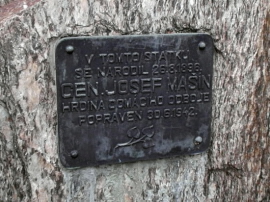 V TOMTO STATKU
SE NARODIL 26.8.1896
GEN. JOSEF MAŠÍN
HRDINA DOMÁCÍHO ODBOJE
POPRAVEN 30.6.1942